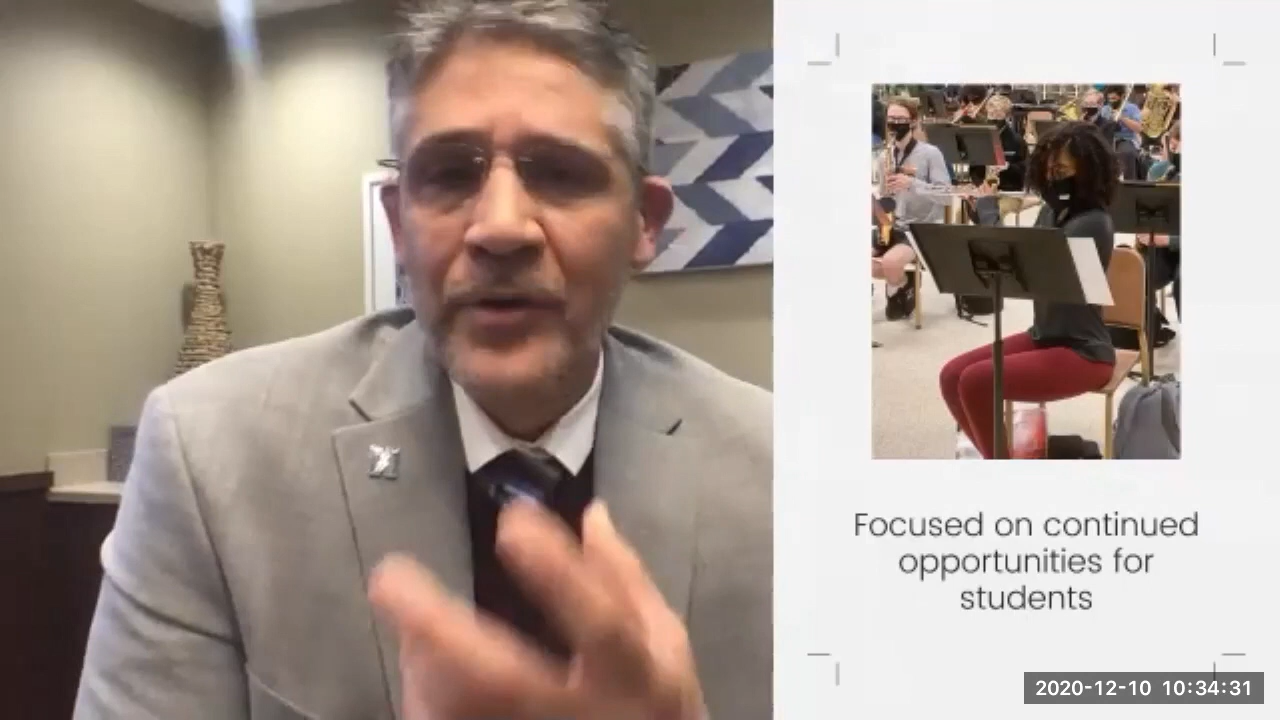 Focused on continued
opportunities for
students
2020-12-10 10:34:31